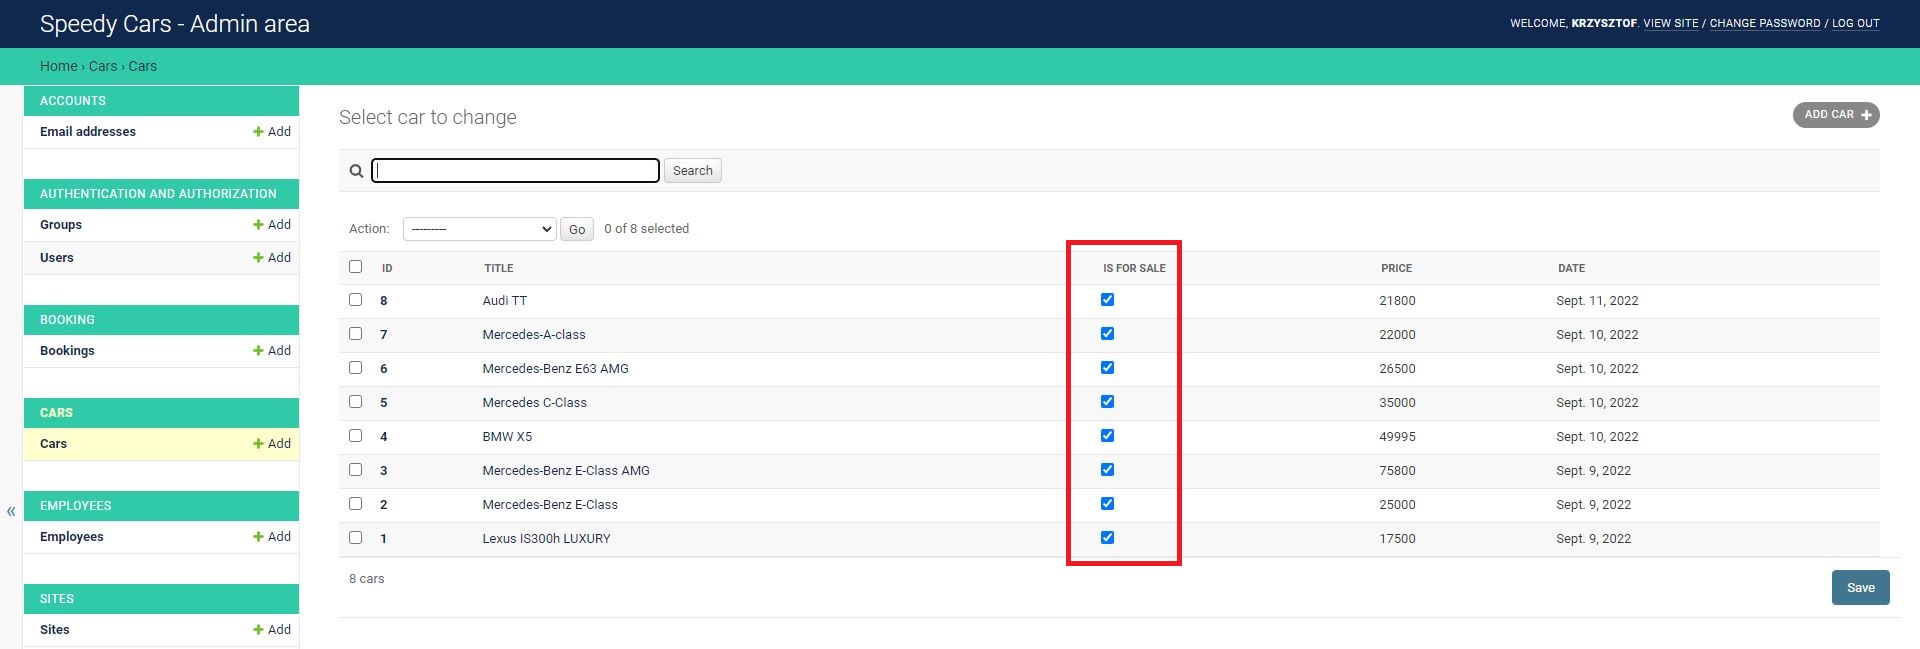 Speedy Cars - Admin area
WELCOME, KRZYSZTOF. VIEW SITE / CHANGE PASSWORD / LOG OUT
Home › Cars › Cars
ACCOUNTS
Email addresses + Add
AUTHENTICATION AND AUTHORIZATION
Groups + Add
Users + Add
BOOKING
Bookings + Add
CARS
Cars + Add
EMPLOYEES
Employees + Add
SITES
Sites + Add
«
Select car to change
ADD CAR +
Search
Action: --------- Go 0 of 8 selected
ID TITLE IS FOR SALE PRICE DATE
8 Audi TT 21800 Sept. 11, 2022
7 Mercedes-A-class 22000 Sept. 10, 2022
6 Mercedes-Benz E63 AMG 26500 Sept. 10, 2022
5 Mercedes C-Class 35000 Sept. 10, 2022
4 BMW X5 49995 Sept. 10, 2022
3 Mercedes-Benz E-Class AMG 75800 Sept. 9, 2022
2 Mercedes-Benz E-Class 25000 Sept. 9, 2022
1 Lexus IS300h LUXURY 17500 Sept. 9, 2022
8 cars
Save